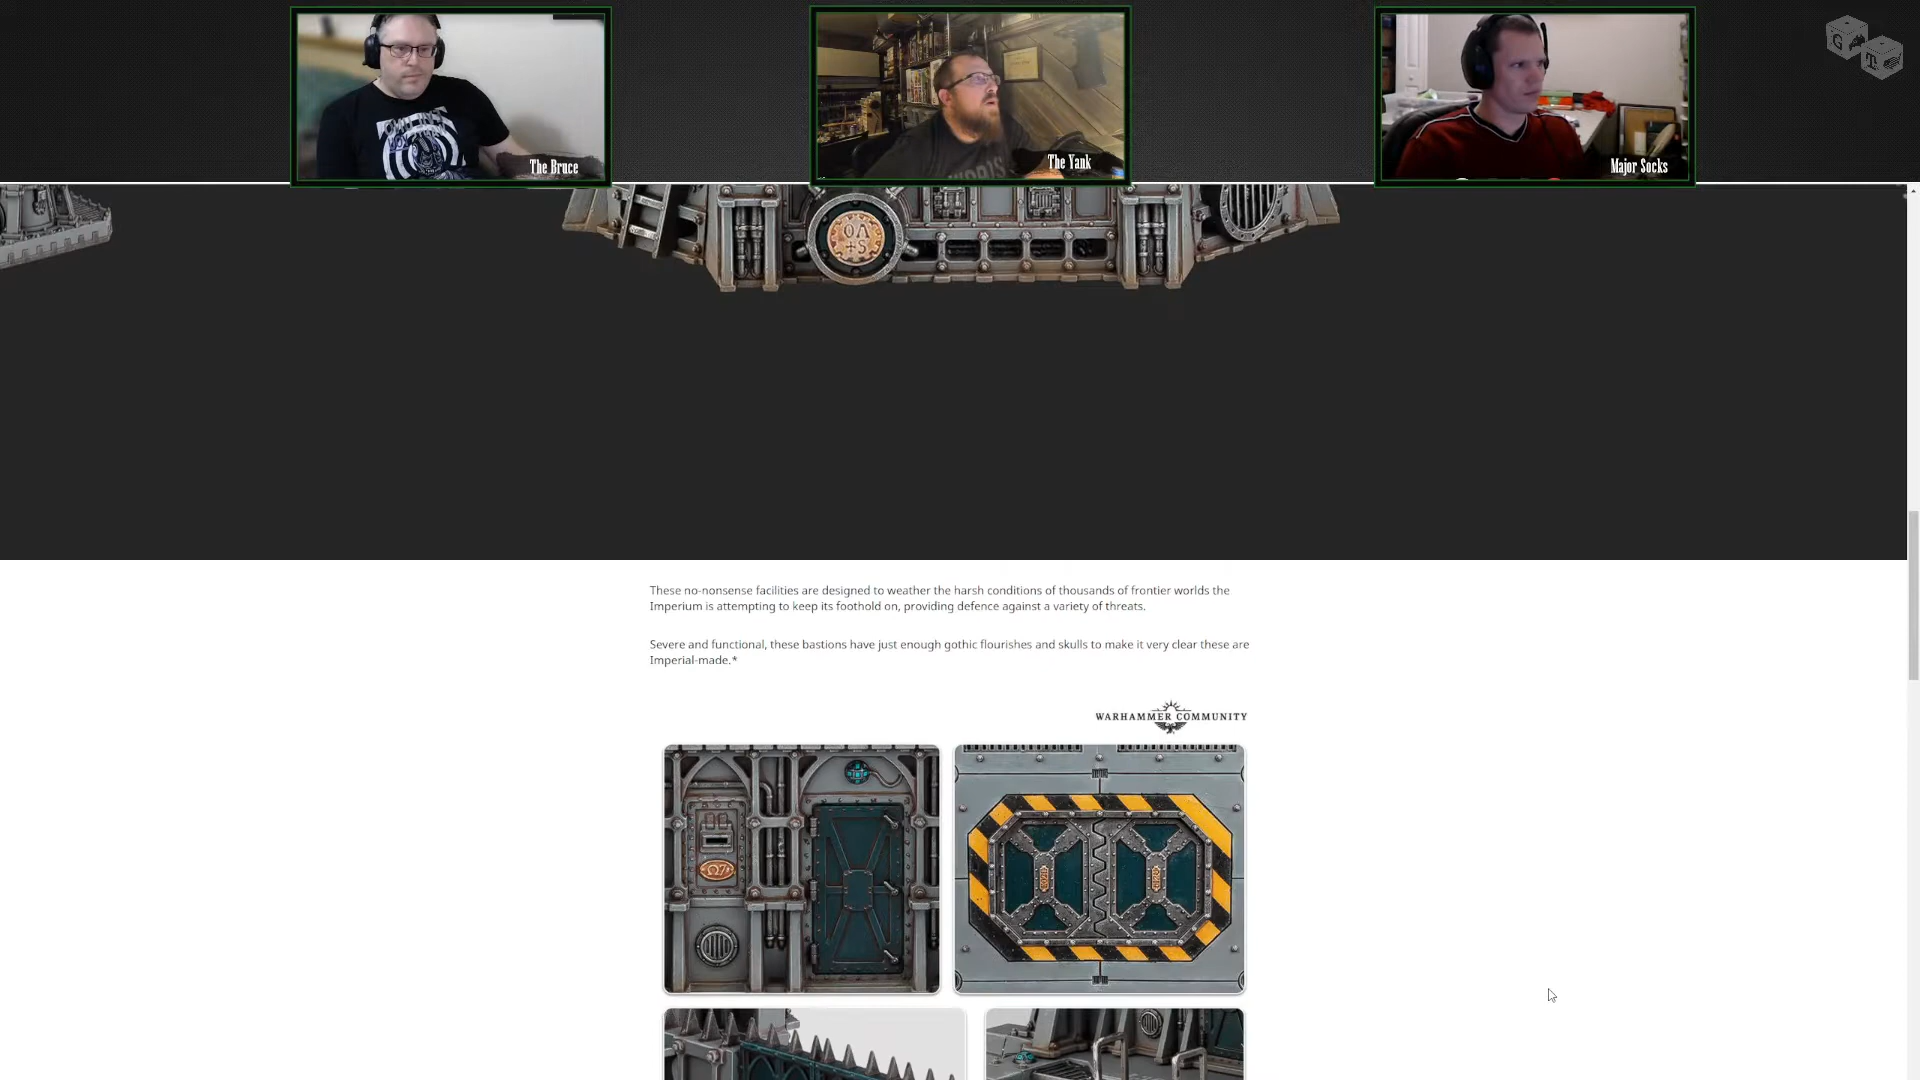 The Bruce
The Yank
Major Socks
G
T
These no-nonsense facilities are designed to weather the harsh conditions of thousands of frontier worlds the
Imperium is attempting to keep its foothold on, providing defence against a variety of threats.
Severe and functional, these bastions have just enough gothic flourishes and skulls to make it very clear these are
Imperial-made.*
WARHAMMER COMMUNITY
Ω7